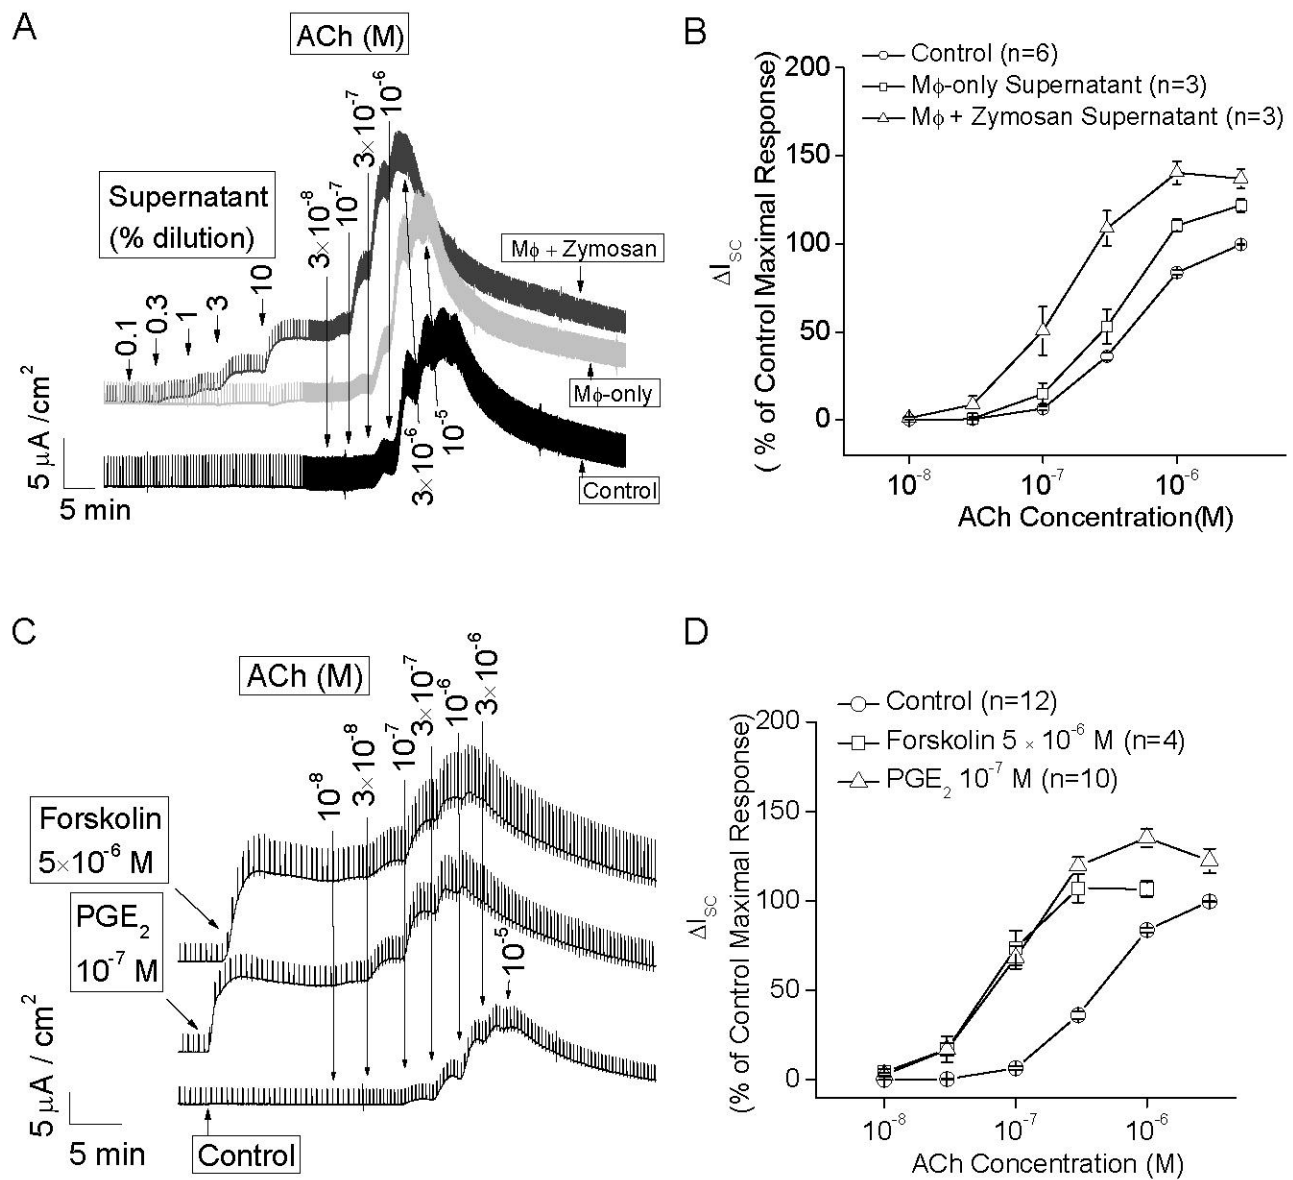 A
ACh (M)
Supernatant
(% dilution)
0.1
0.3
1
3
10
3×10⁻⁸
10⁻⁷
3×10⁻⁷
10⁻⁶
3×10⁻⁶
10⁻⁵
Mϕ + Zymosan
Mϕ-only
Control
5 μA /cm²
5 min
B
Control (n=6)
Mϕ-only Supernatant (n=3)
Mϕ + Zymosan Supernatant (n=3)
ΔI_SC
( % of Control Maximal Response)
200
150
100
50
0
10⁻⁸
10⁻⁷
10⁻⁶
ACh Concentration(M)
C
ACh (M)
Forskolin
5×10⁻⁶ M
PGE₂
10⁻⁷ M
10⁻⁸
3×10⁻⁸
10⁻⁷
3×10⁻⁷
10⁻⁶
3×10⁻⁶
10⁻⁵
5 μA / cm²
5 min
Control
D
Control (n=12)
Forskolin 5 × 10⁻⁶ M (n=4)
PGE₂ 10⁻⁷ M (n=10)
ΔI_SC
(% of Control Maximal Response)
200
150
100
50
0
10⁻⁸
10⁻⁷
10⁻⁶
ACh Concentration (M)